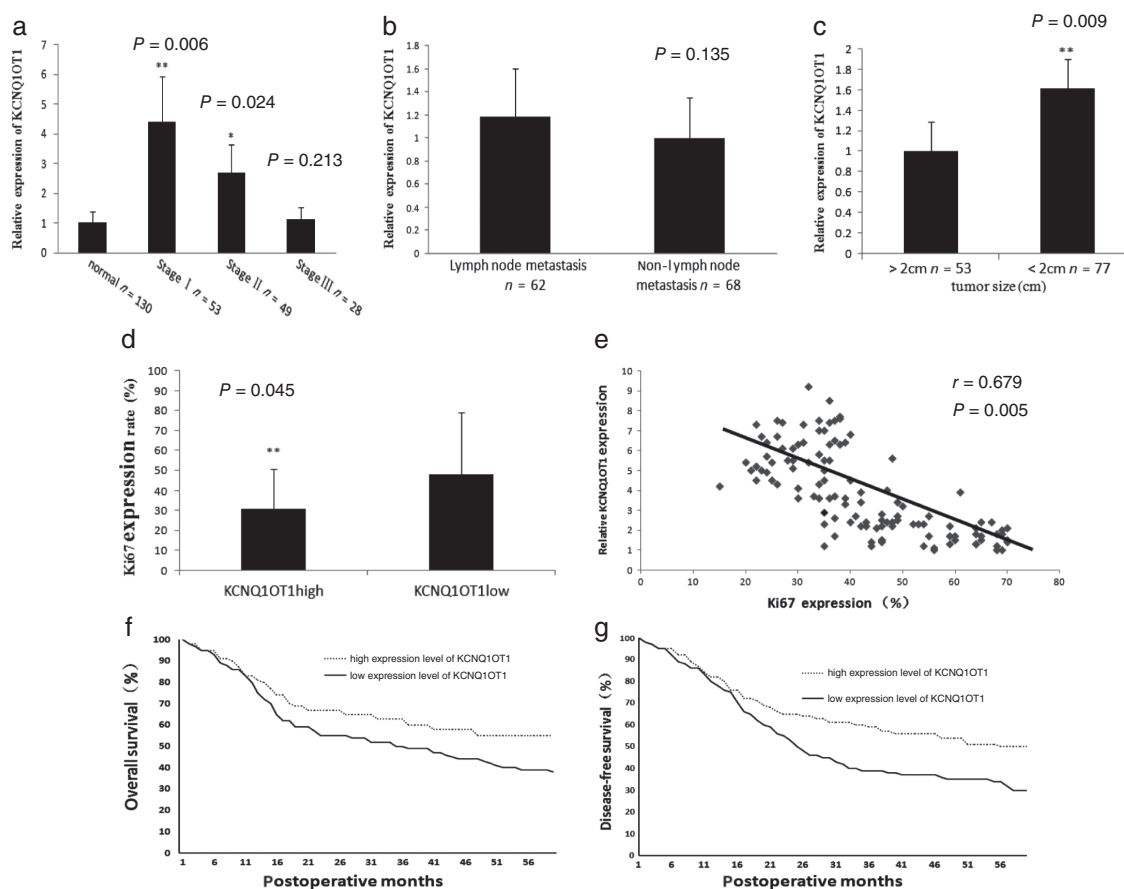 a
Relative expression of KCNQ1OT1
7
6
5
4
3
2
1
0
P = 0.006
**
P = 0.024
*
P = 0.213
normal n = 130
Stage I n = 53
Stage II n = 49
Stage III n = 28
b
Relative expression of KCNQ1OT1
1.8
1.6
1.4
1.2
1
0.8
0.6
0.4
0.2
0
P = 0.135
Lymph node metastasis
n = 62
Non-lymph node
metastasis n = 68
c
Relative expression of KCNQ1OT1
2
1.8
1.6
1.4
1.2
1
0.8
0.6
0.4
0.2
0
P = 0.009
**
>2cm n = 53
<2cm n = 77
tumor size (cm)
d
Ki67 expression rate (%)
100
90
80
70
60
50
40
30
20
10
0
P = 0.045
**
KCNQ1OT1high
KCNQ1OT1low
e
Relative KCNQ1OT1 expression
10
9
8
7
6
5
4
3
2
1
0
r = 0.679
P = 0.005
0 10 20 30 40 50 60 70 80
Ki67 expression (%)
f
Overall survival (%)
100
90
80
70
60
50
40
30
20
10
0
high expression level of KCNQ1OT1
low expression level of KCNQ1OT1
1 6 11 16 21 26 31 36 41 46 51 56
Postoperative months
g
Disease-free survival (%)
100
90
80
70
60
50
40
30
20
10
0
high expression level of KCNQ1OT1
low expression level of KCNQ1OT1
1 6 11 16 21 26 31 36 41 46 51 56
Postoperative months